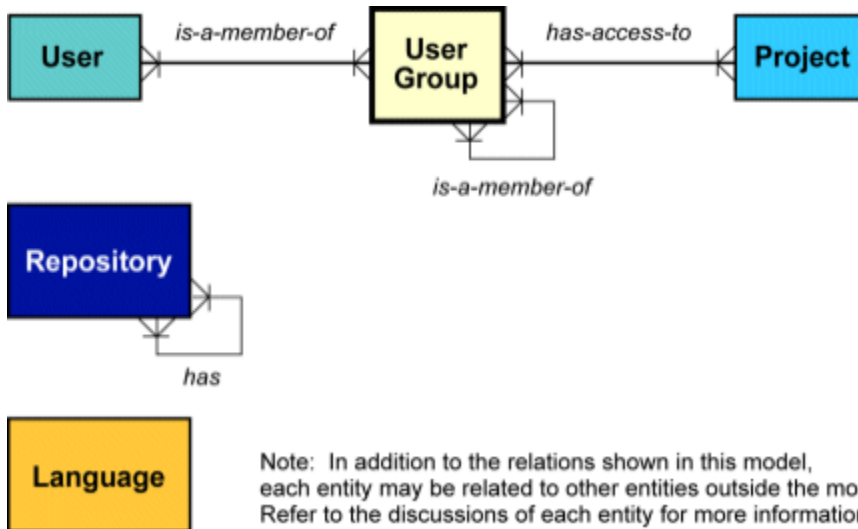 is-a-member-of
has-access-to
User
User
Group
Project
is-a-member-of
Repository
has
Language
Note: In addition to the relations shown in this model,
each entity may be related to other entities outside the mo
Refer to the discussions of each entity for more information